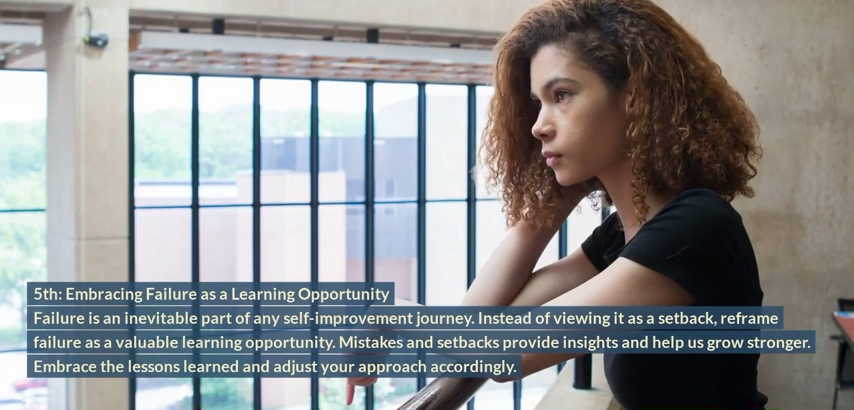 5th: Embracing Failure as a Learning Opportunity
Failure is an inevitable part of any self-improvement journey. Instead of viewing it as a setback, reframe
failure as a valuable learning opportunity. Mistakes and setbacks provide insights and help us grow stronger.
Embrace the lessons learned and adjust your approach accordingly.